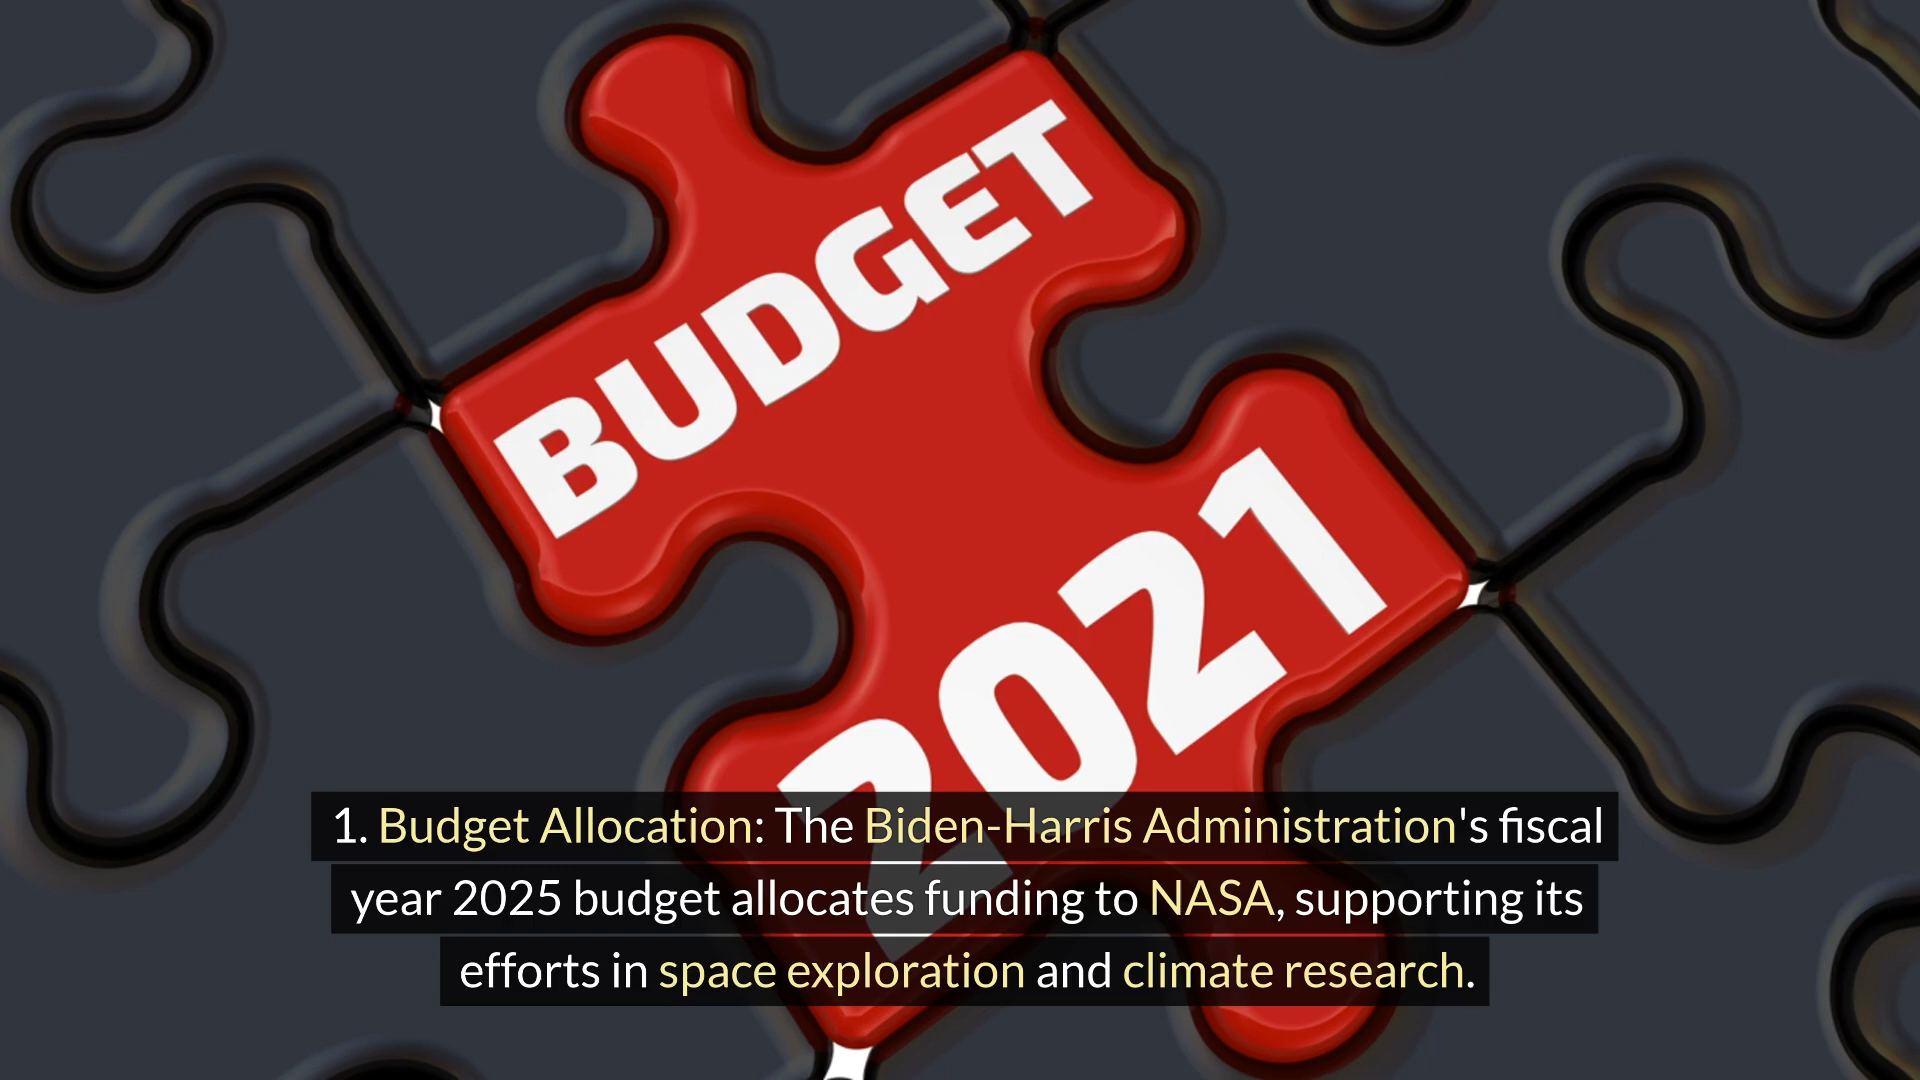 BUDGET
2021
1. Budget Allocation: The Biden-Harris Administration's fiscal
year 2025 budget allocates funding to NASA, supporting its
efforts in space exploration and climate research.